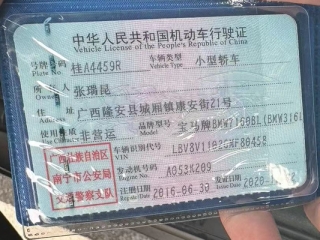 中华人民共和国机动车行驶证
Vehicle License of the People's Republic of China
号牌号码 桂A4459R 车辆类型 小型轿车
Plate No. Vehicle Type
所有人 张瑞昆
Owner
住址 广西隆安县城厢镇康安街21号
Address
使用性质 非营运 品牌型号 宝马牌
Use Character Model
广西壮族自治区
南宁市公安局
交通警察支队
车辆识别代号
VIN
发动机号码
Engine No.
注册日期 2016-06-30 发证日期
Register Date Issue Date